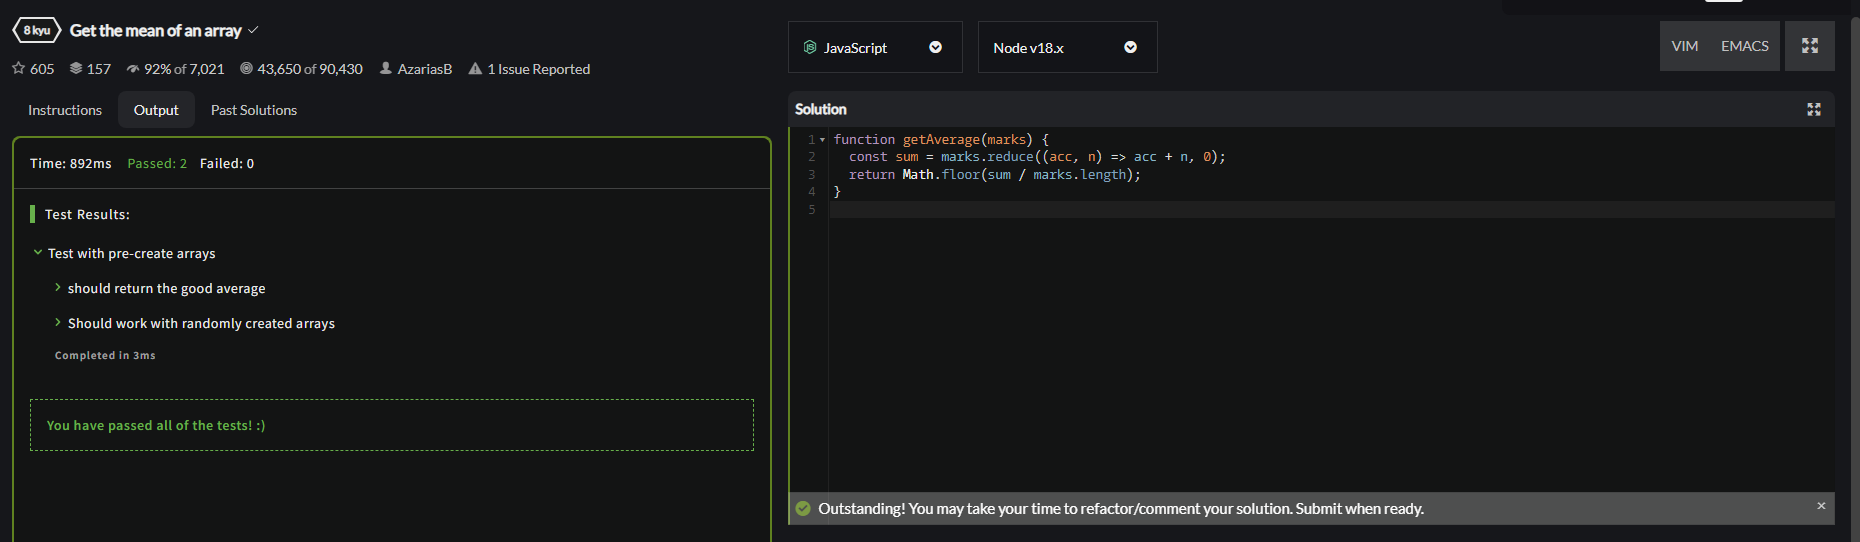 8 kyu Get the mean of an array
605 157 92% of 7,021 43,650 of 90,430 AzariasB 1 Issue Reported
Instructions Output Past Solutions
Time: 892ms Passed: 2 Failed: 0
Test Results:
Test with pre-create arrays
should return the good average
Should work with randomly created arrays
Completed in 3ms
You have passed all of the tests! :)
JS JavaScript Node v18.x VIM EMACS
Solution
1 function getAverage(marks) {
2 const sum = marks.reduce((acc, n) => acc + n, 0);
3 return Math.floor(sum / marks.length);
4 }
5
Outstanding! You may take your time to refactor/comment your solution. Submit when ready. ×